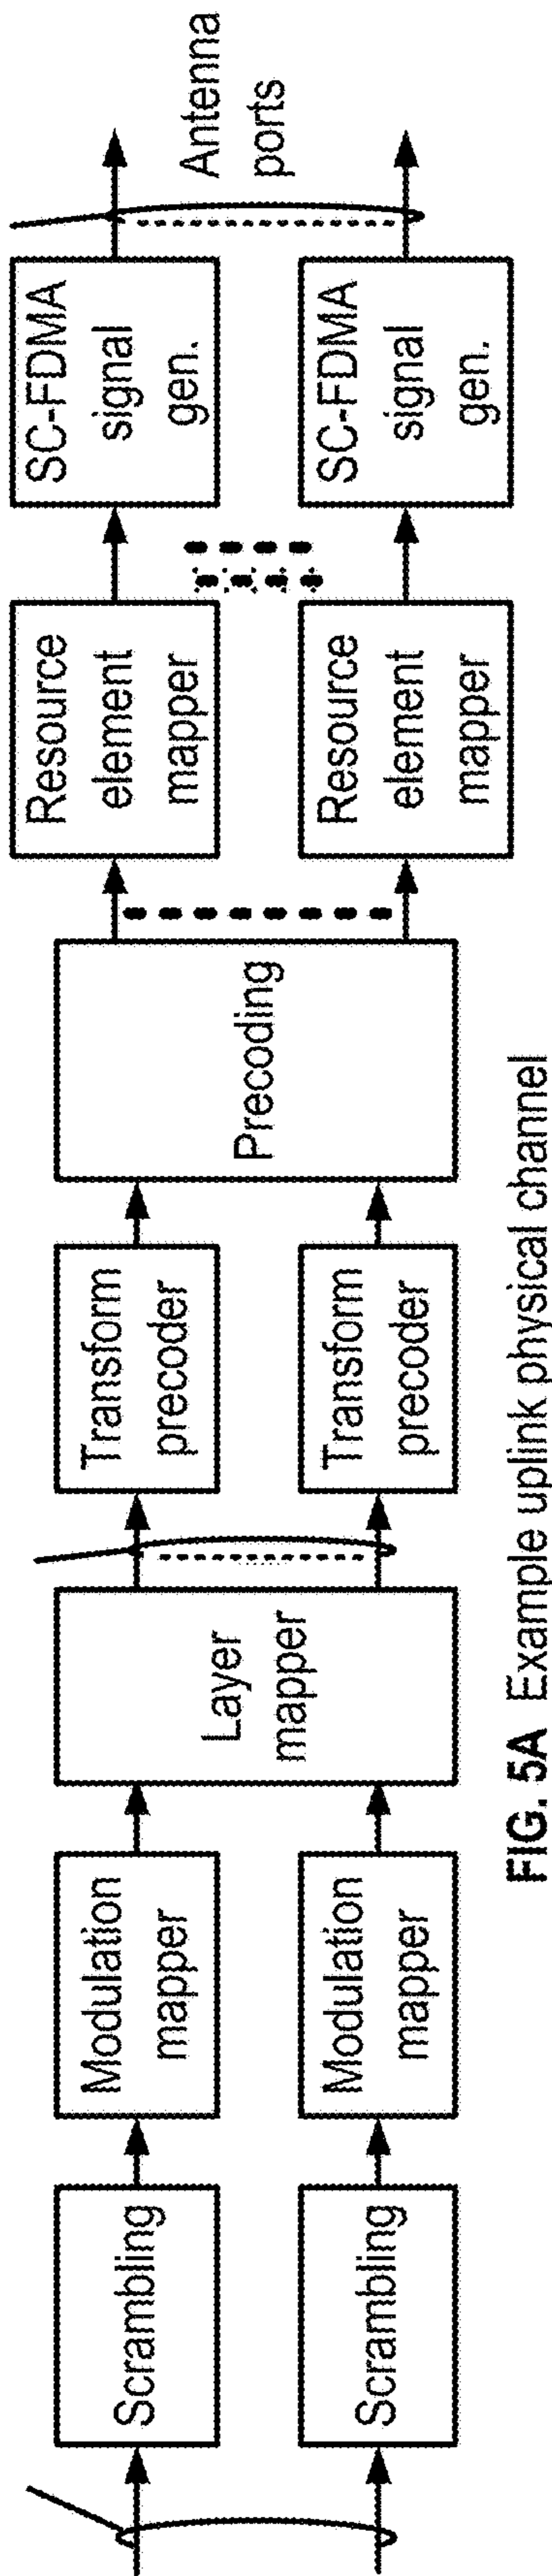 Scrambling
Scrambling
Modulation
mapper
Modulation
mapper
Layer
mapper
Transform
precoder
Transform
precoder
Precoding
Resource
element
mapper
Resource
element
mapper
SC-FDMA
signal
gen.
SC-FDMA
signal
gen.
Antenna
ports
FIG. 5A Example uplink physical channel